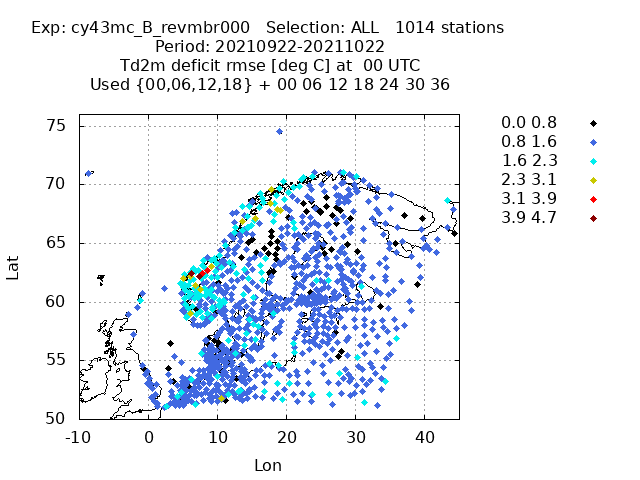 Exp: cy43mc_B_revmbr000   Selection: ALL   1014 stations
Period: 20210922-20211022
Td2m deficit rmse [deg C] at  00 UTC
Used {00,06,12,18} + 00 06 12 18 24 30 36
0.0 0.8
0.8 1.6
1.6 2.3
2.3 3.1
3.1 3.9
3.9 4.7
75
70
65
60
55
50
Lat
-10 0 10 20 30 40
Lon